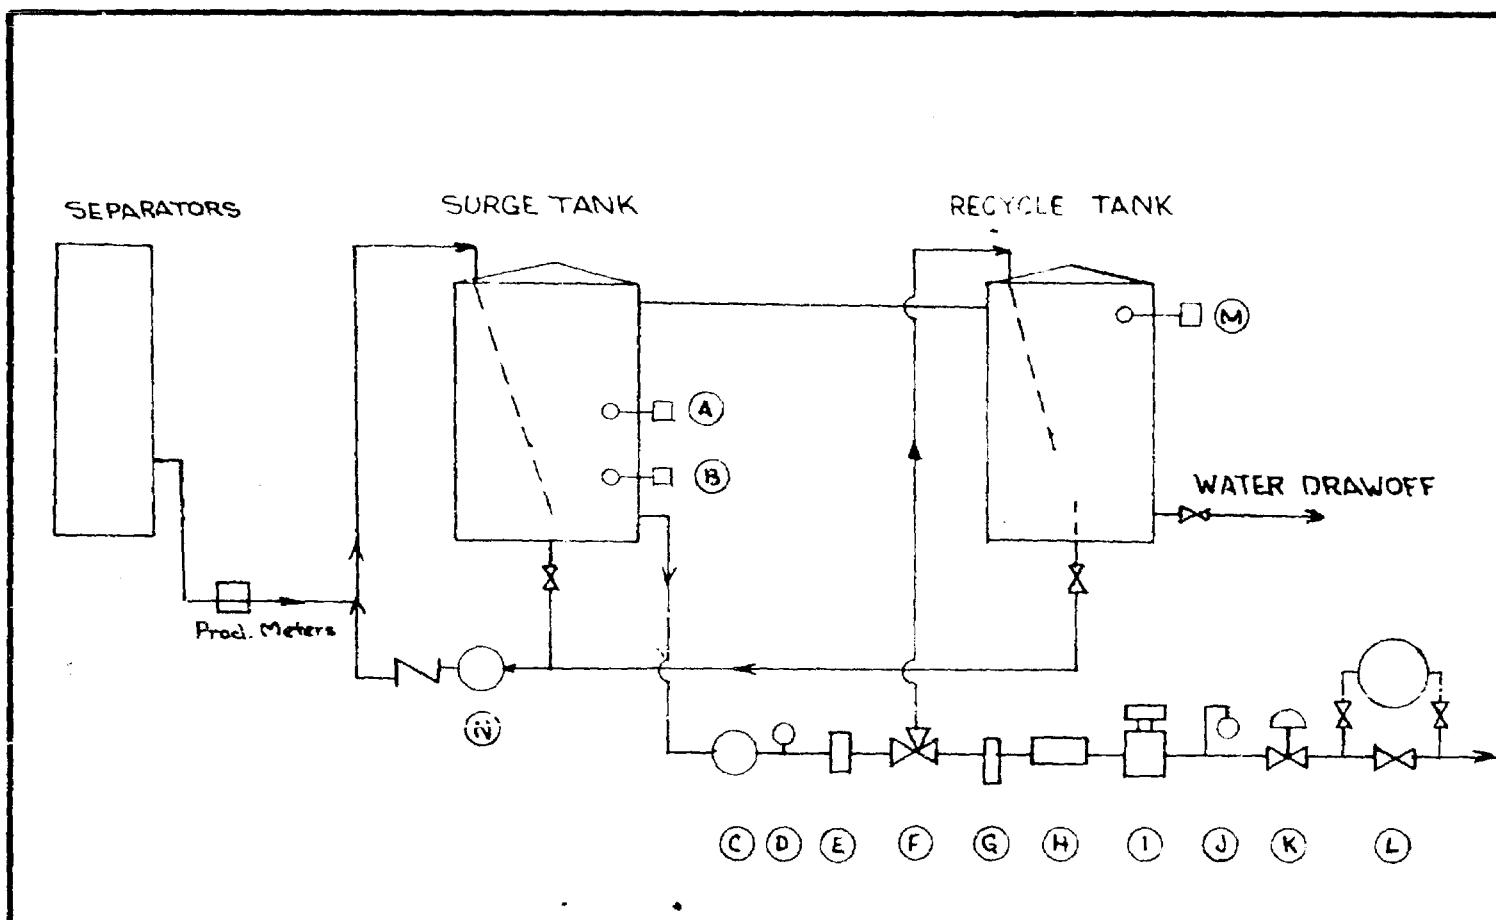 SEPARATORS
SURGE TANK
RECYCLE TANK
M
A
B
WATER DRAWOFF
Prod. Meters
N
C D E F G H I J K L